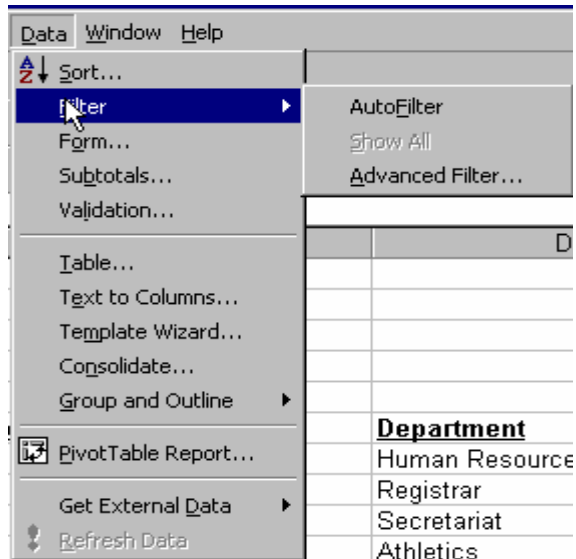 Data Window Help
Sort...
Filter
AutoFilter
Form...
Show All
Subtotals...
Advanced Filter...
Validation...
D
Table...
Text to Columns...
Template Wizard...
Consolidate...
Group and Outline
Department
PivotTable Report...
Human Resource
Registrar
Get External Data
Secretariat
Refresh Data
Athletics